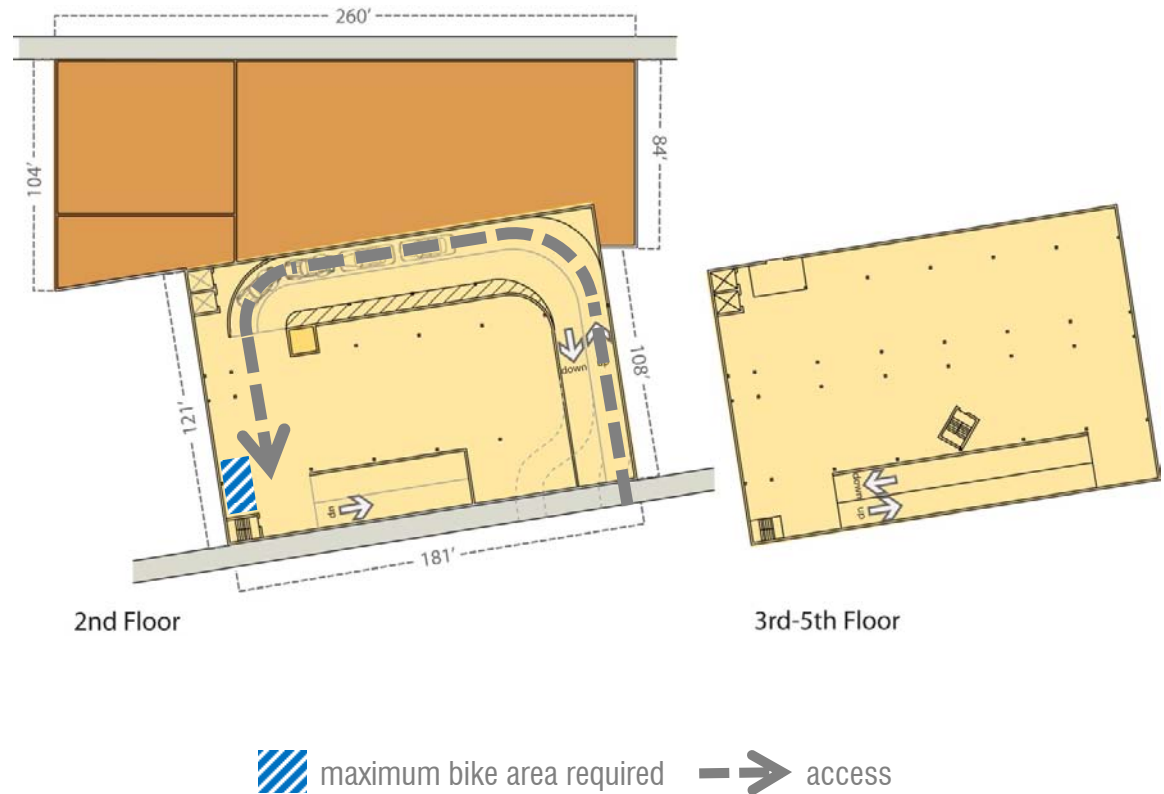 260'
104'
84'
down
up
121'
108'
up
181'
down
up
2nd Floor
3rd-5th Floor
maximum bike area required
access